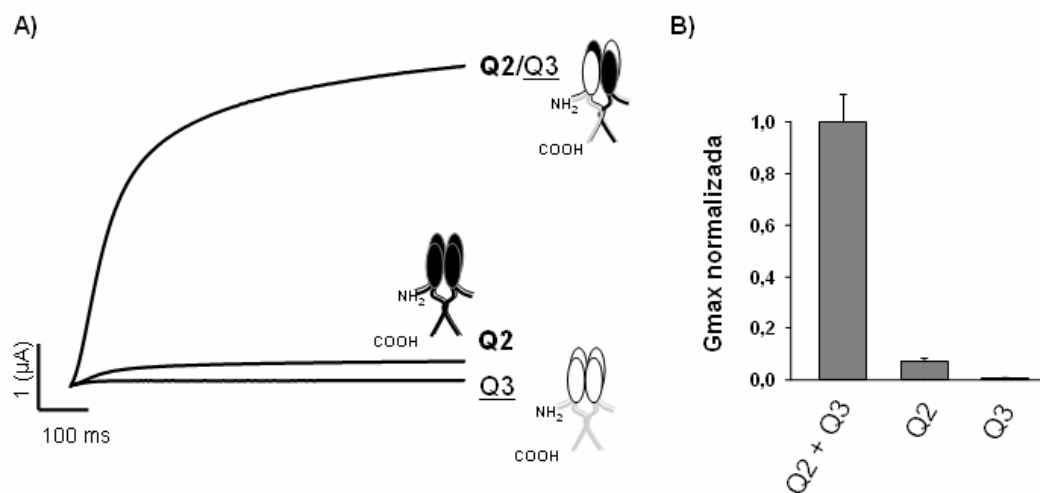 A)
Q2/Q3
NH2
COOH
NH2
COOH
Q2
Q3
NH2
COOH
1 (µA)
100 ms
B)
Gmax normalizada
1,0
0,8
0,6
0,4
0,2
0,0
Q2 + Q3
Q2
Q3